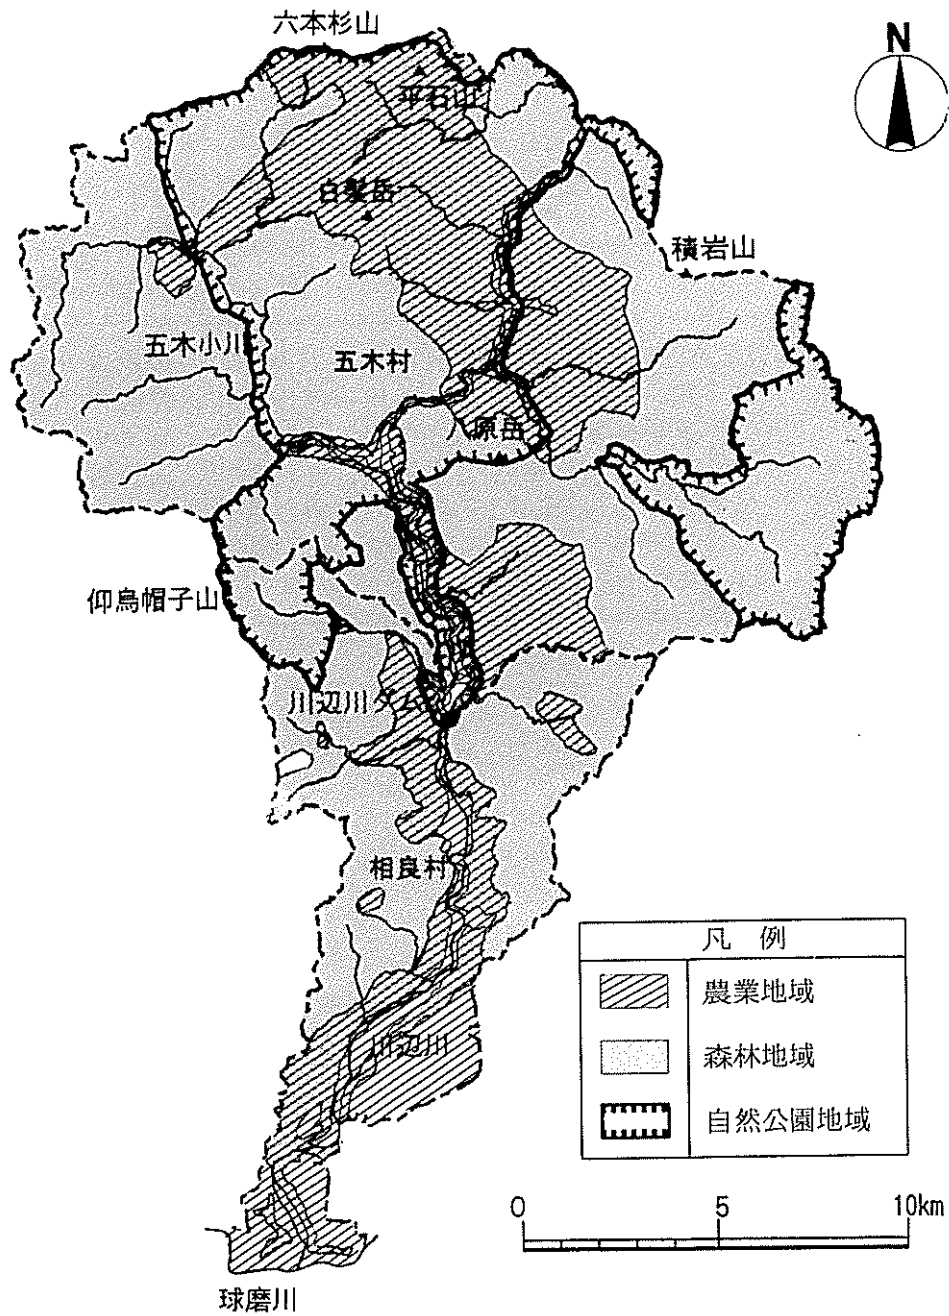 六本杉山
N
平石山
白髪岳
積岩山
五木小川
五木村
八原岳
仰烏帽子山
川辺川ダム
相良村
凡 例
農業地域
川辺川
森林地域
自然公園地域
0 5 10km
球磨川